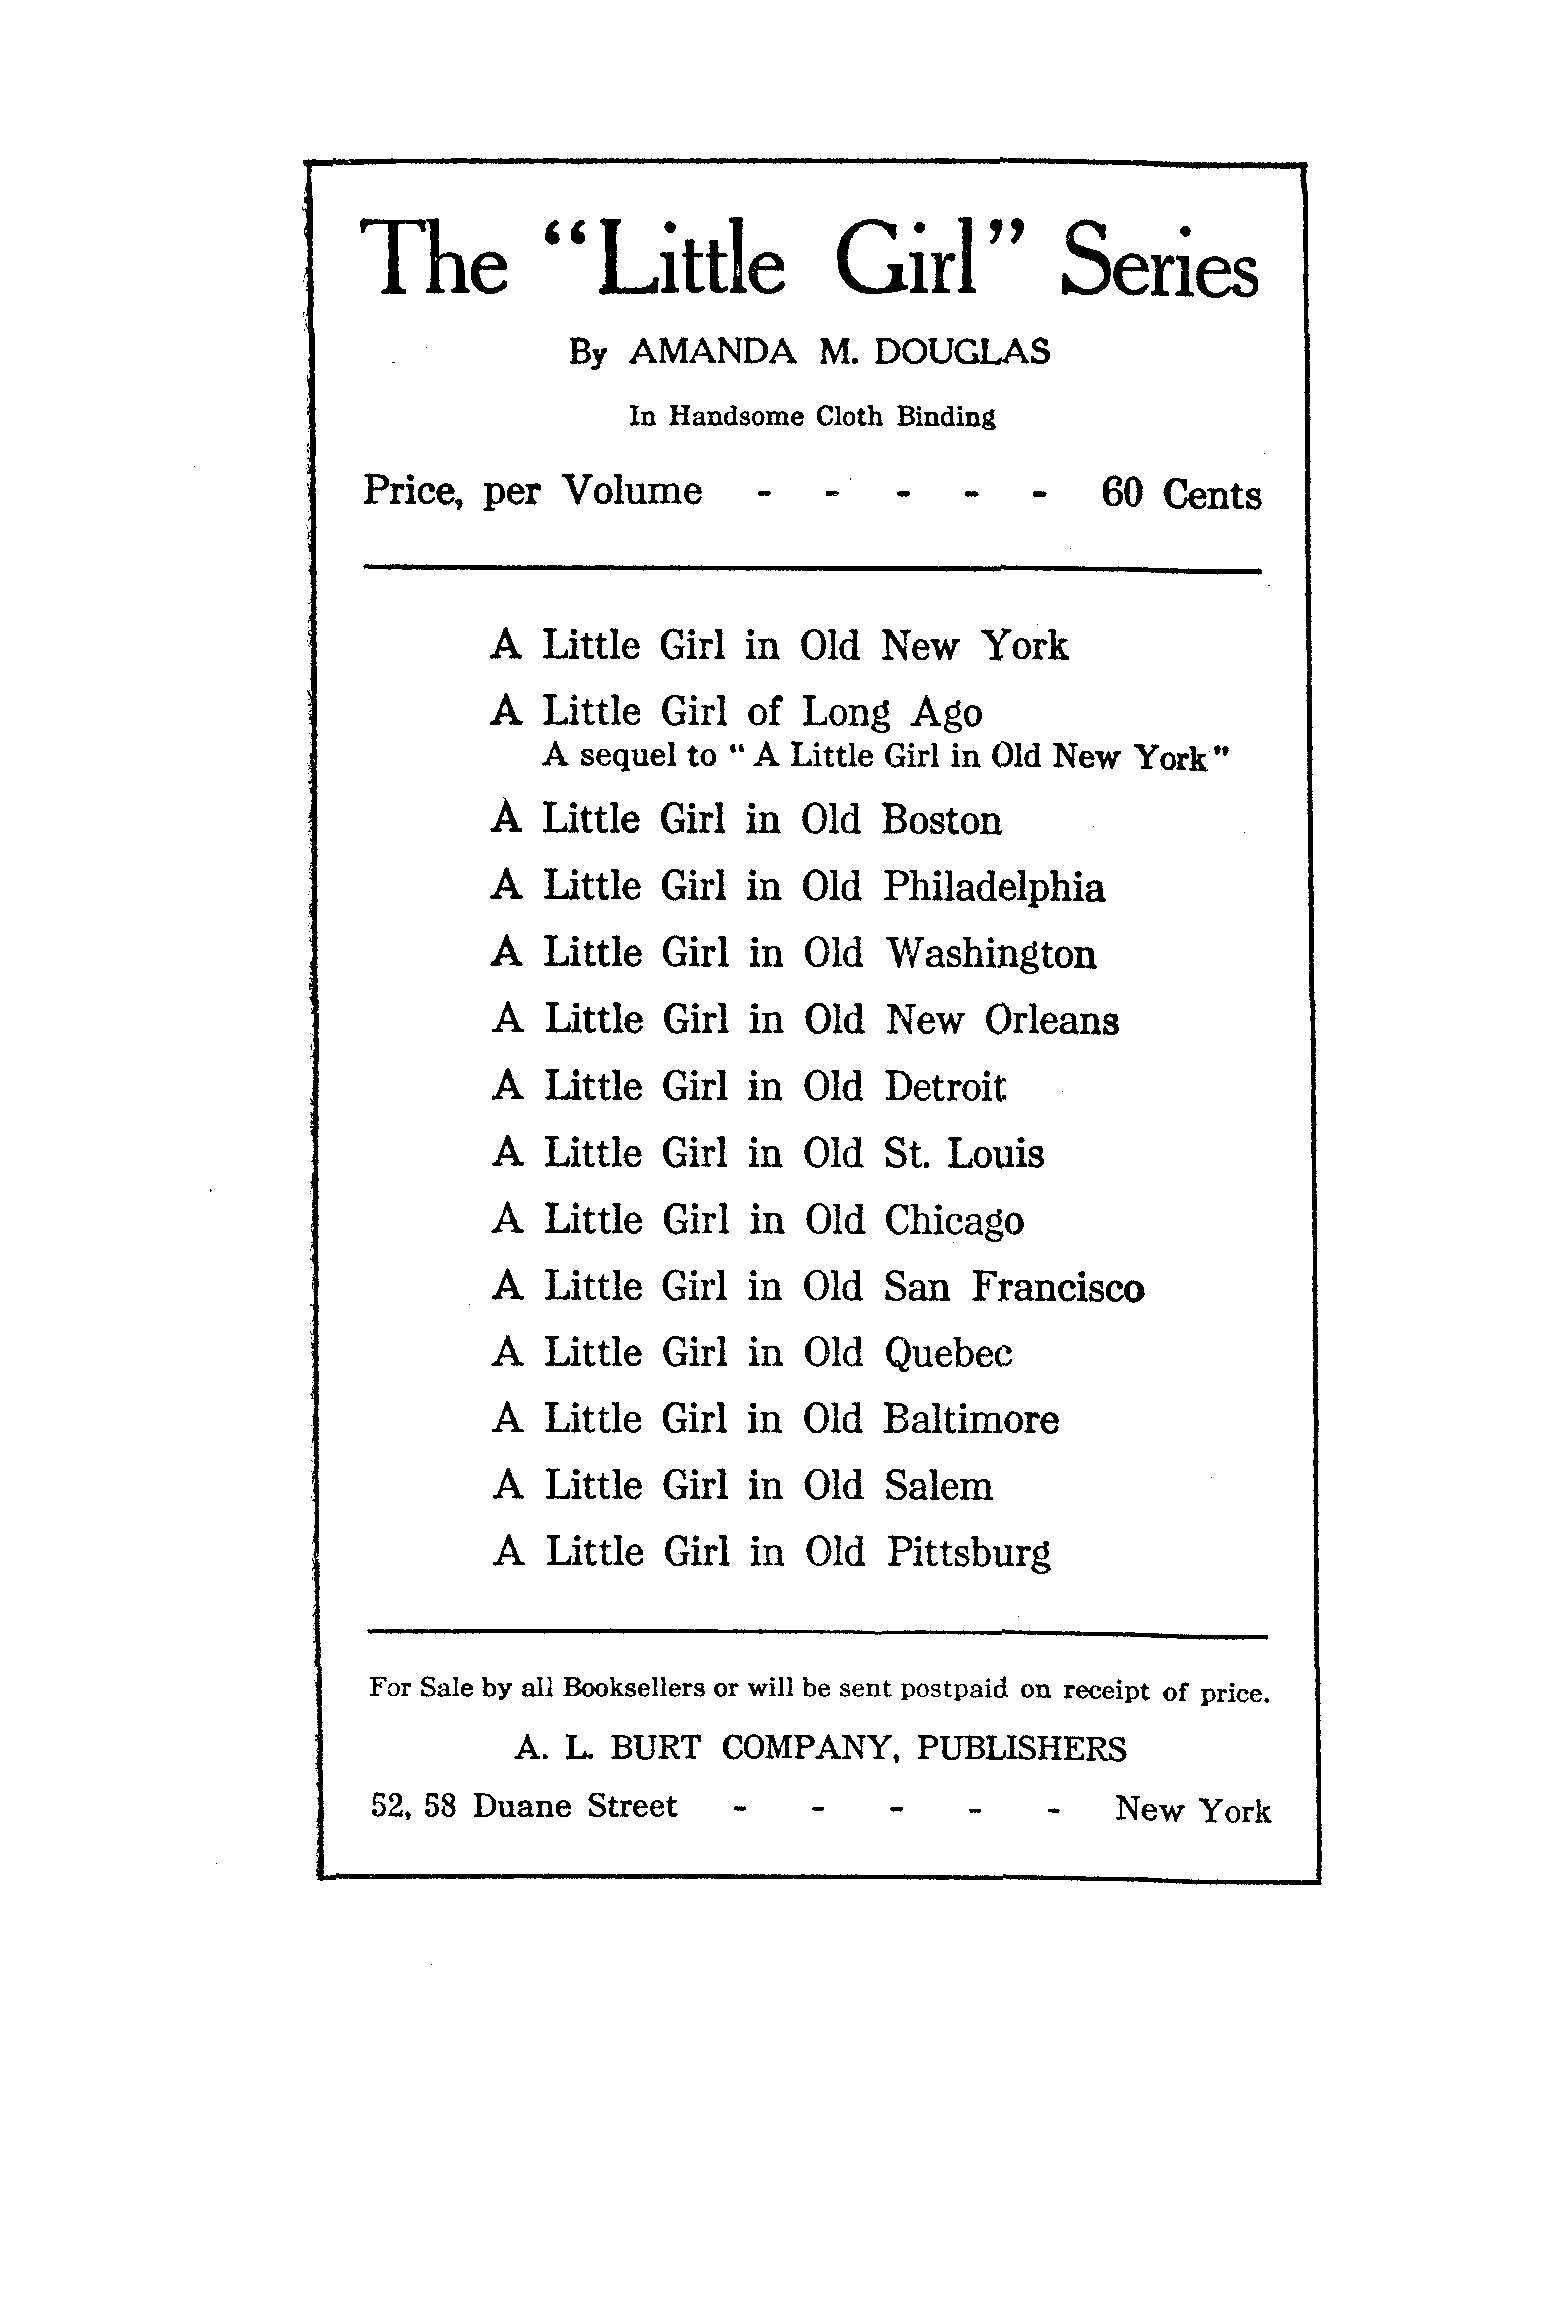 The “Little Girl” Series
By AMANDA M. DOUGLAS
In Handsome Cloth Binding
Price, per Volume - - - - - 60 Cents
A Little Girl in Old New York
A Little Girl of Long Ago
A sequel to “ A Little Girl in Old New York”
A Little Girl in Old Boston
A Little Girl in Old Philadelphia
A Little Girl in Old Washington
A Little Girl in Old New Orleans
A Little Girl in Old Detroit
A Little Girl in Old St. Louis
A Little Girl in Old Chicago
A Little Girl in Old San Francisco
A Little Girl in Old Quebec
A Little Girl in Old Baltimore
A Little Girl in Old Salem
A Little Girl in Old Pittsburg
For Sale by all Booksellers or will be sent postpaid on receipt of price.
A. L. BURT COMPANY, PUBLISHERS
52, 58 Duane Street - - - - - New York